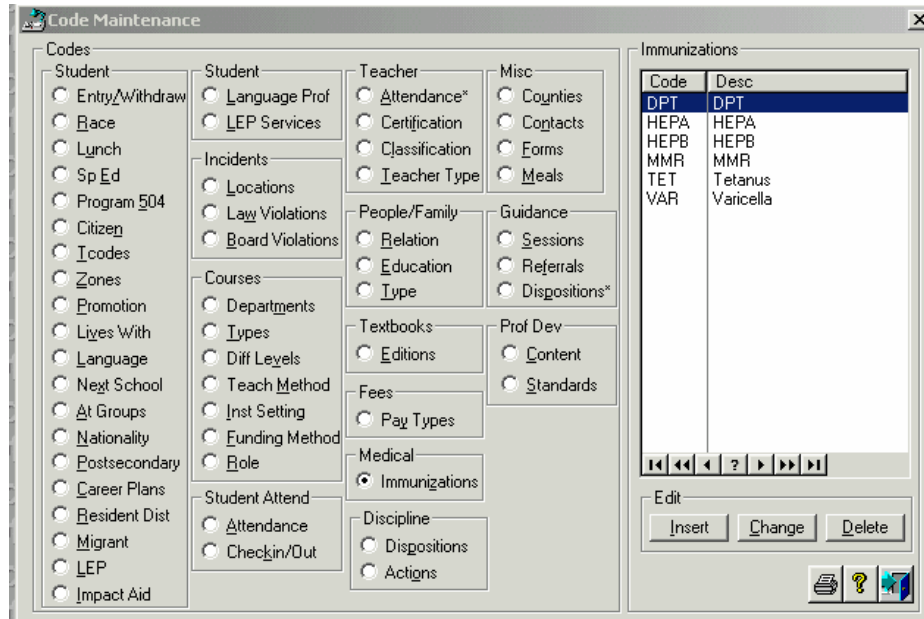 Code Maintenance
Codes
Student
Entry/Withdraw
Race
Lunch
Sp Ed
Program 504
Citizen
Tcodes
Zones
Promotion
Lives With
Language
Next School
At Groups
Nationality
Postsecondary
Career Plans
Resident Dist
Migrant
LEP
Impact Aid
Student
Language Prof
LEP Services
Incidents
Locations
Law Violations
Board Violations
Courses
Departments
Types
Diff Levels
Teach Method
Inst Setting
Funding Method
Role
Student Attend
Attendance
Checkin/Out
Teacher
Attendance*
Certification
Classification
Teacher Type
People/Family
Relation
Education
Type
Textbooks
Editions
Fees
Pay Types
Medical
Immunizations
Discipline
Dispositions
Actions
Misc
Counties
Contacts
Forms
Meals
Guidance
Sessions
Referrals
Dispositions*
Prof Dev
Content
Standards
Immunizations
Code Desc
DPT DPT
HEPA HEPA
HEPB HEPB
MMR MMR
TET Tetanus
VAR Varicella
?
Edit
Insert Change Delete
?